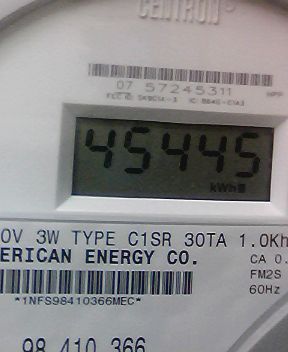 CENTRON®
07 57245311
45445
kWh
0V 3W TYPE C1SR 30TA 1.0Kh
ERICAN ENERGY CO.
CA 0.
*1NFS98410366MEC*
FM2S
60Hz
98 410 366